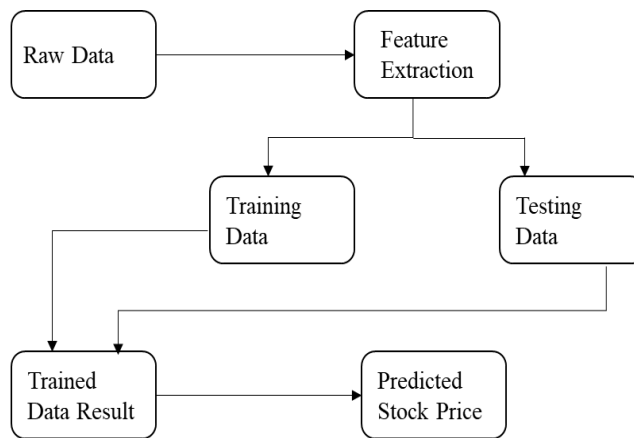 Raw Data
Feature
Extraction
Training
Data
Testing
Data
Trained
Data Result
Predicted
Stock Price